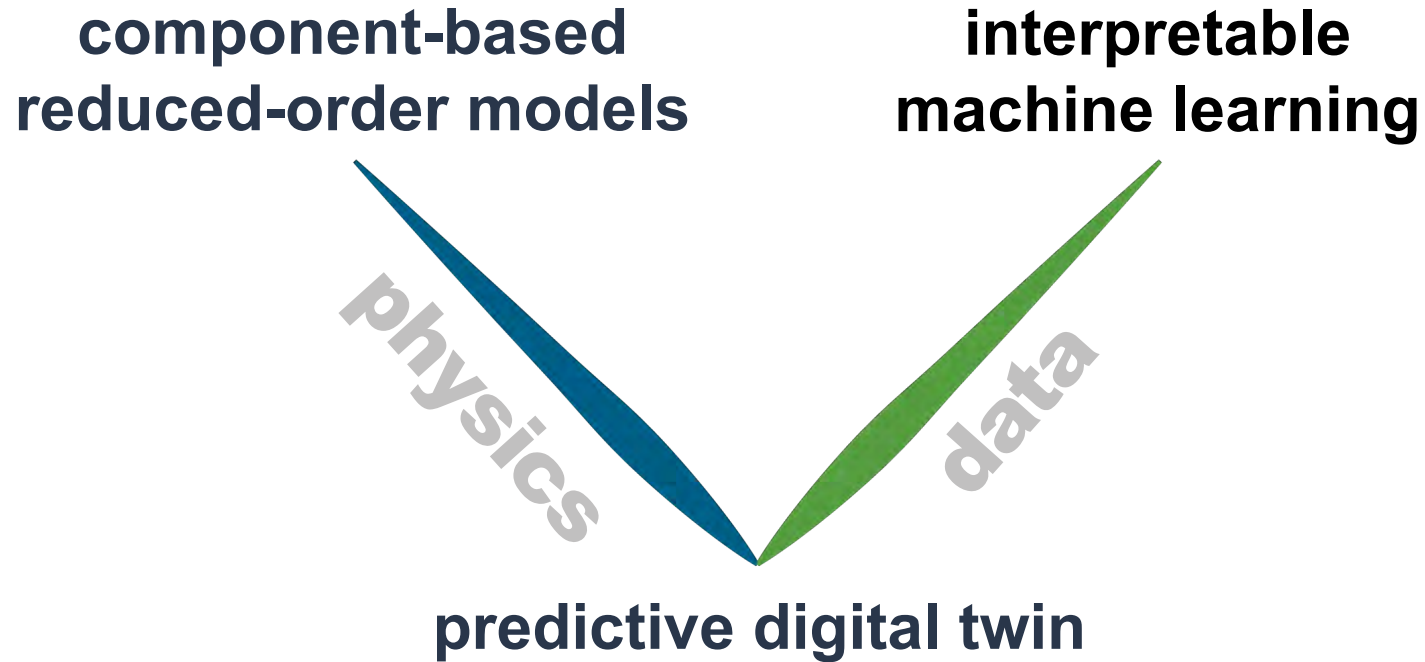 component-based
reduced-order models
interpretable
machine learning
physics
data
predictive digital twin